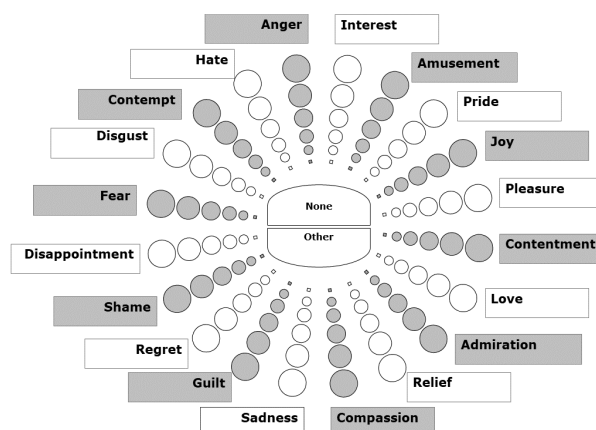 Anger
Interest
Hate
Amusement
Contempt
Pride
Disgust
Joy
Fear
Pleasure
None
Other
Disappointment
Contentment
Shame
Love
Regret
Admiration
Guilt
Relief
Sadness
Compassion